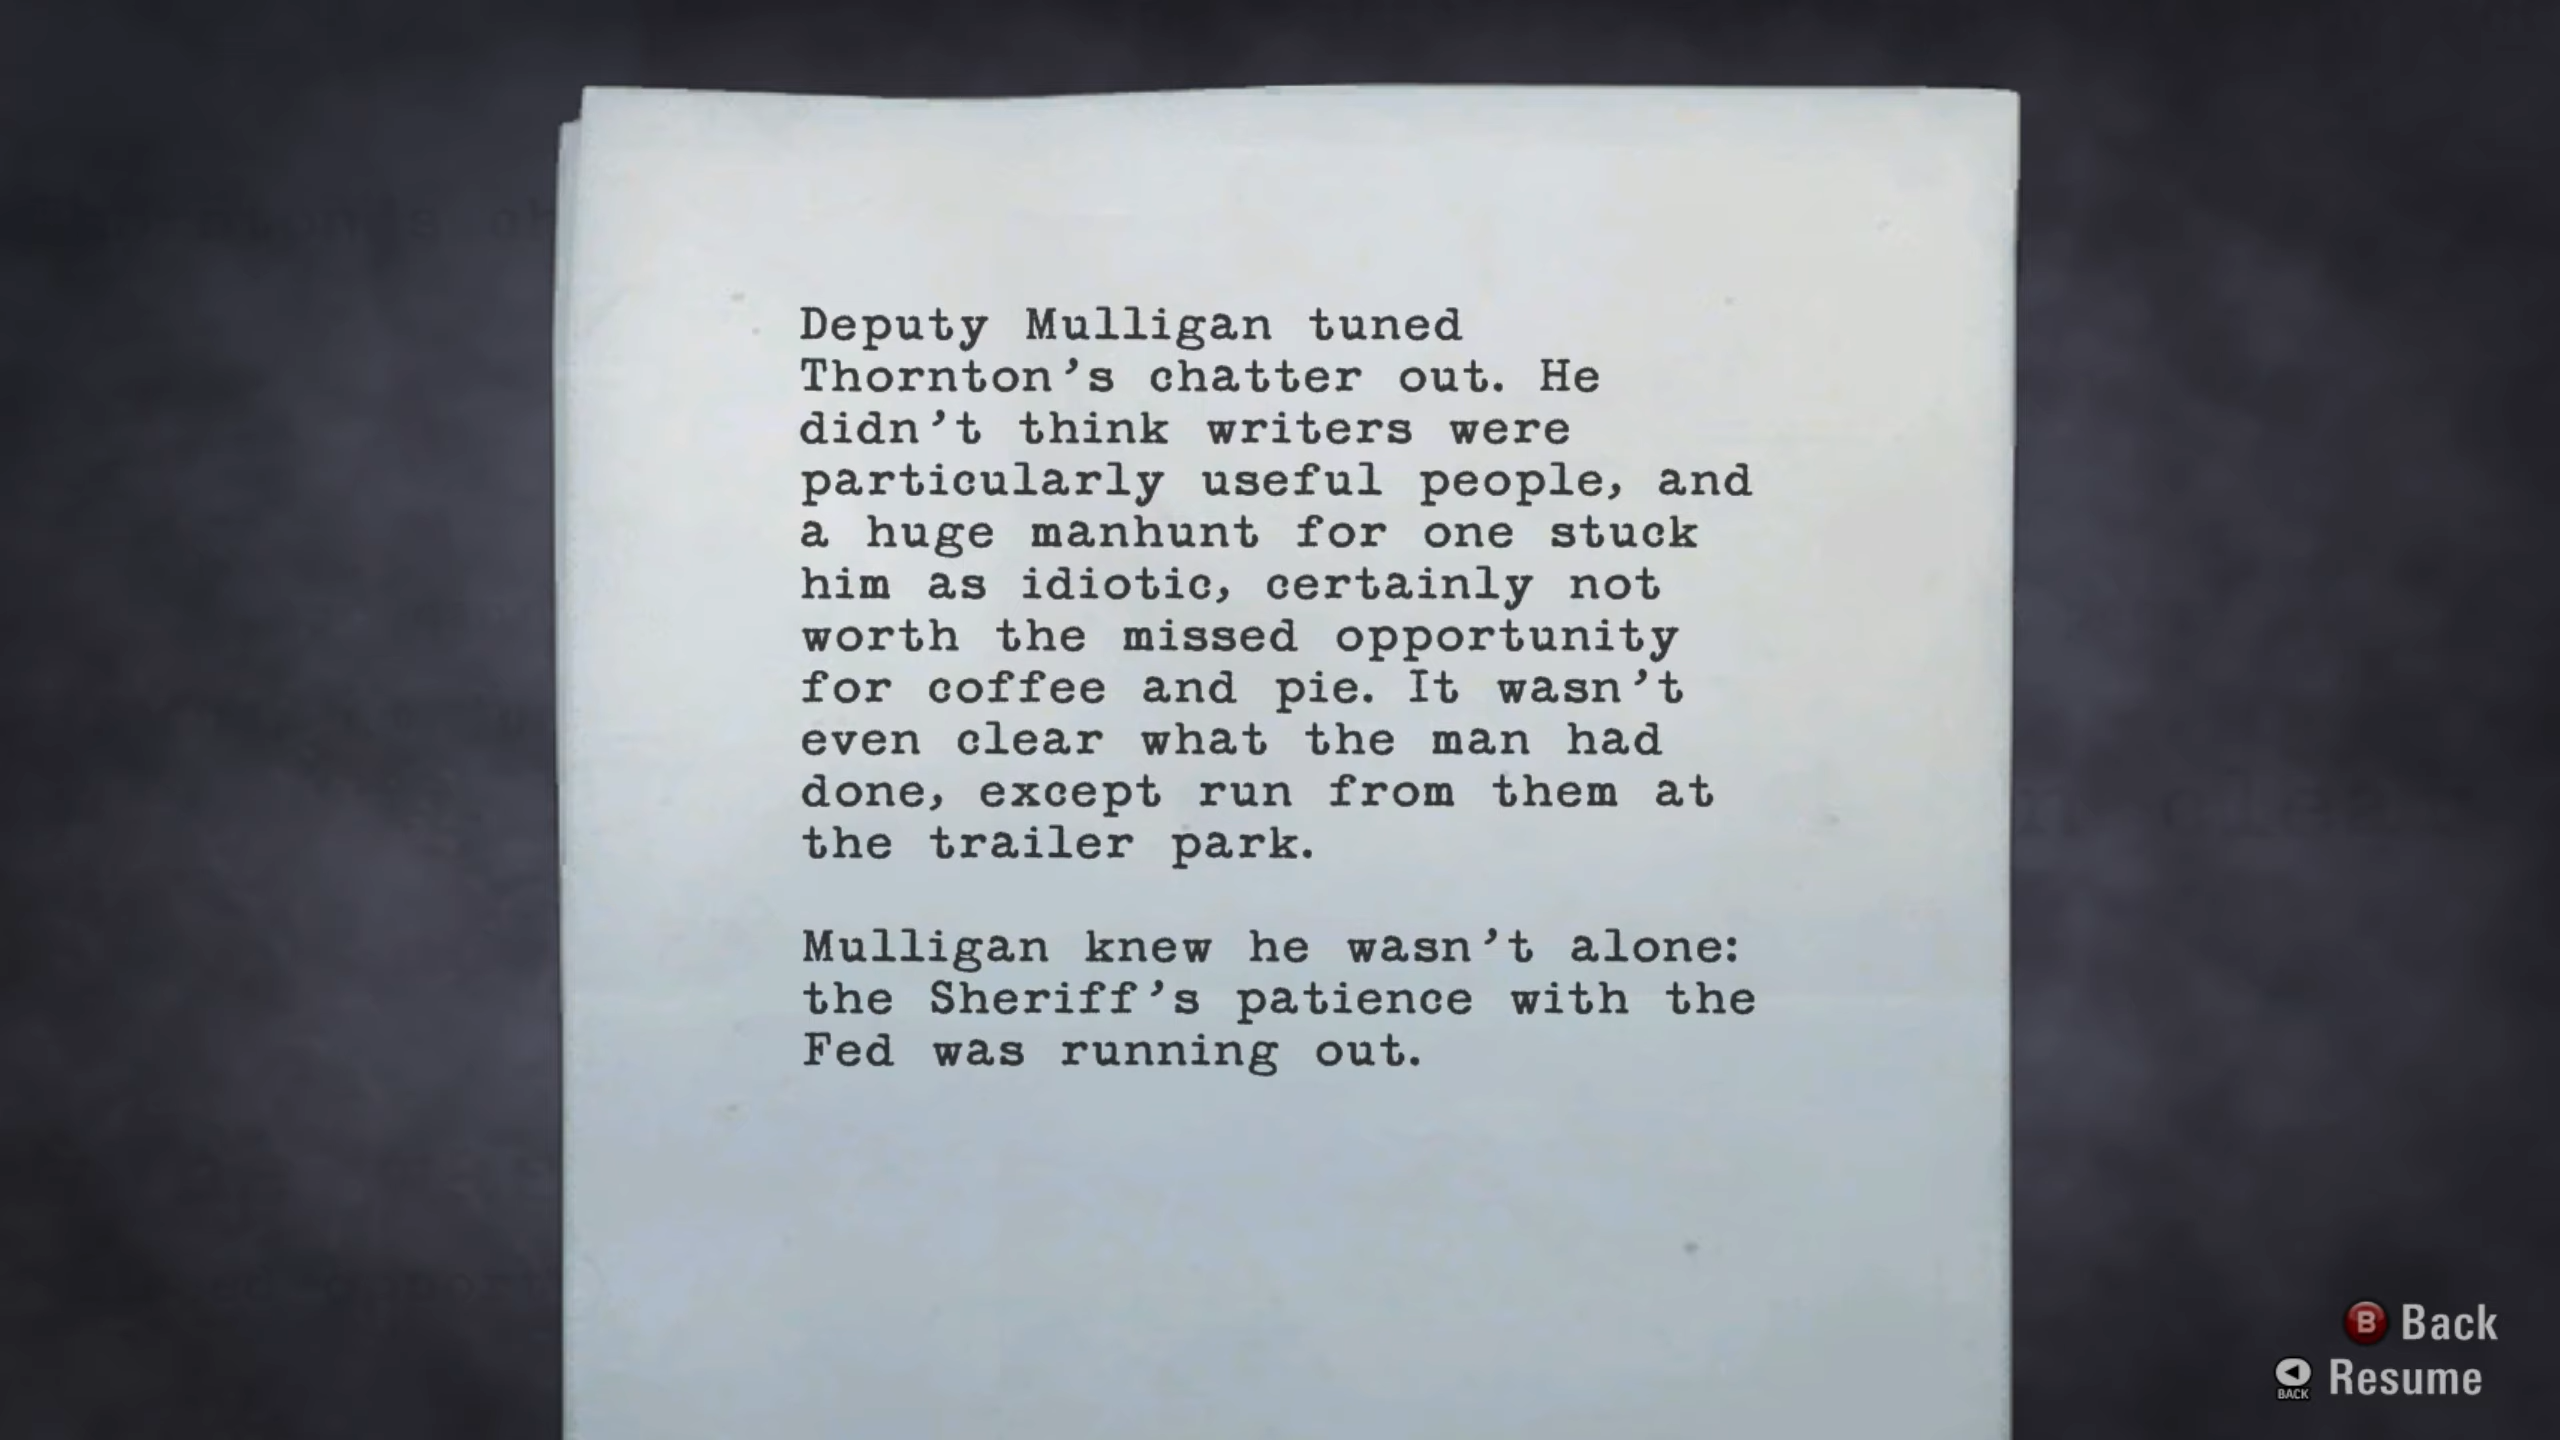 Deputy Mulligan tuned
Thornton's chatter out. He
didn't think writers were
particularly useful people, and
a huge manhunt for one stuck
him as idiotic, certainly not
worth the missed opportunity
for coffee and pie. It wasn't
even clear what the man had
done, except run from them at
the trailer park.

Mulligan knew he wasn't alone:
the Sheriff's patience with the
Fed was running out.
B Back
BACK Resume